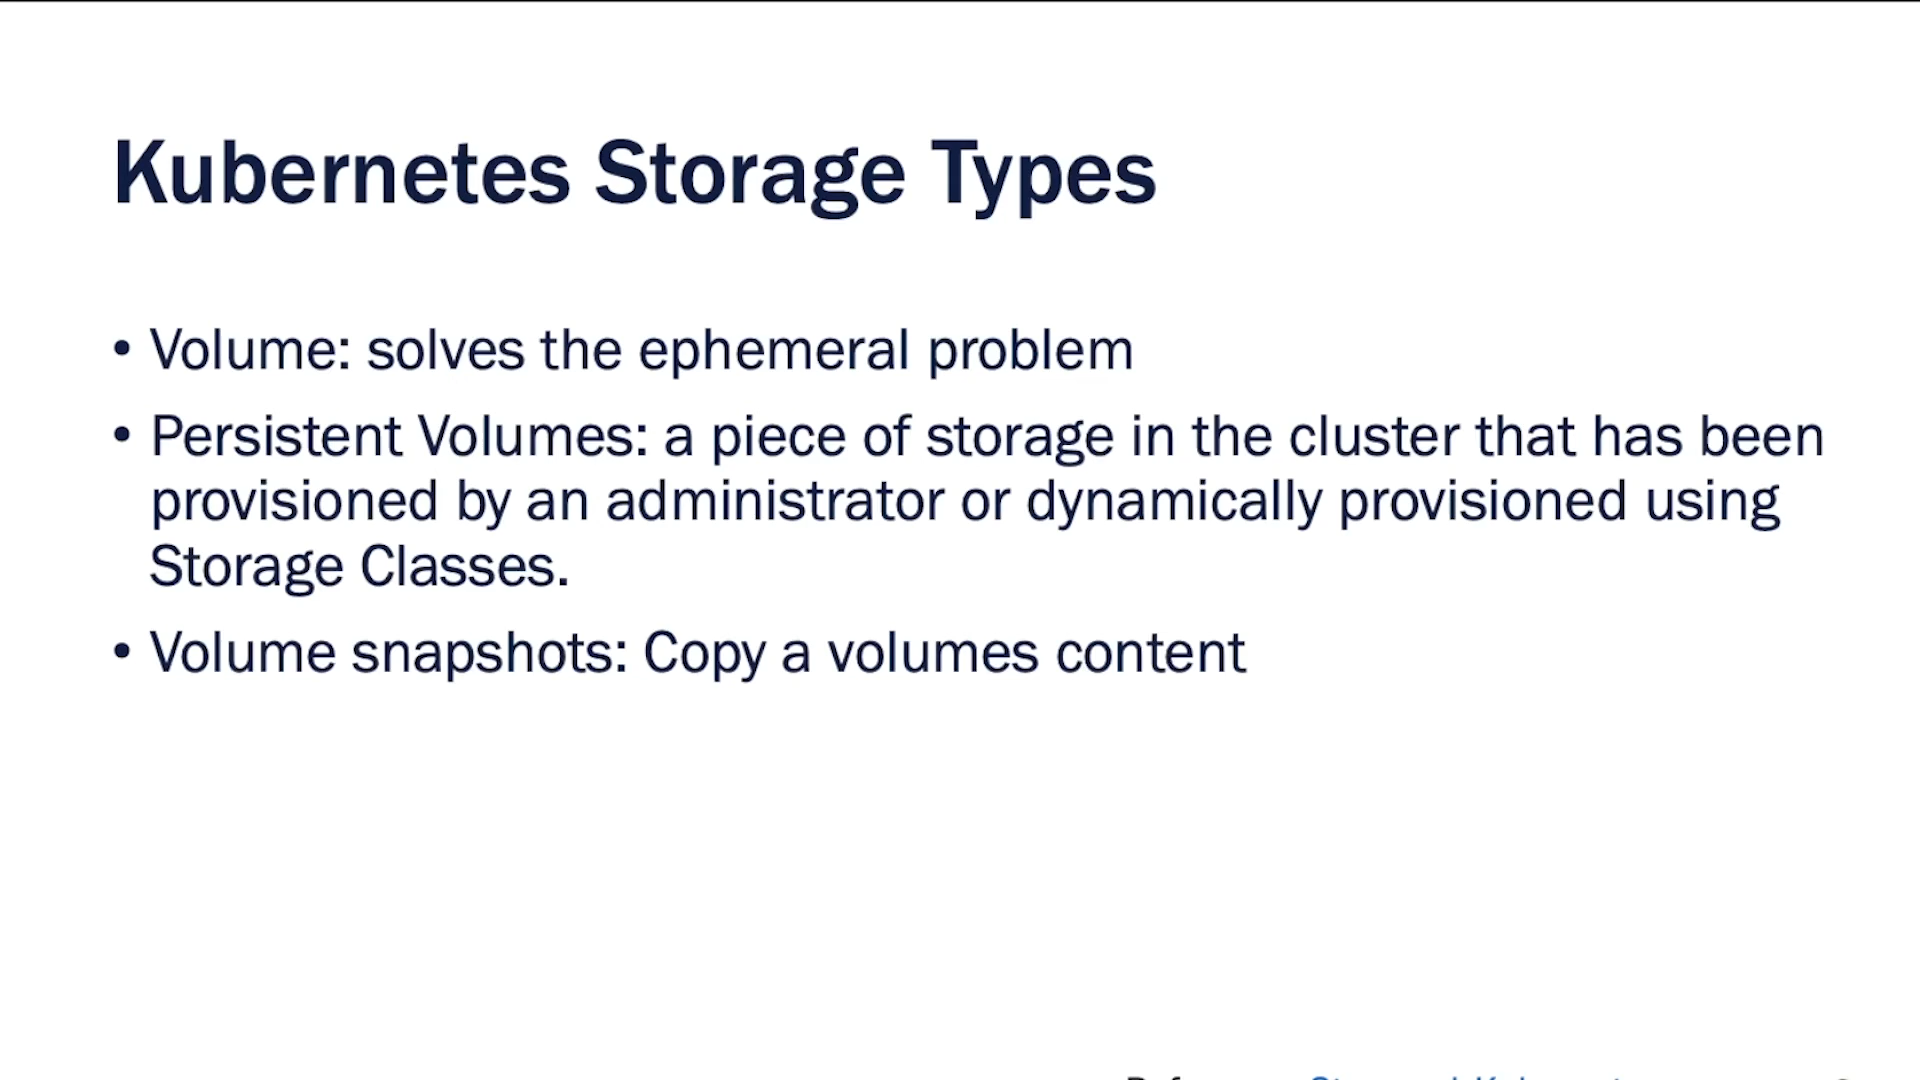 Kubernetes Storage Types
• Volume: solves the ephemeral problem
• Persistent Volumes: a piece of storage in the cluster that has been
provisioned by an administrator or dynamically provisioned using
Storage Classes.
• Volume snapshots: Copy a volumes content